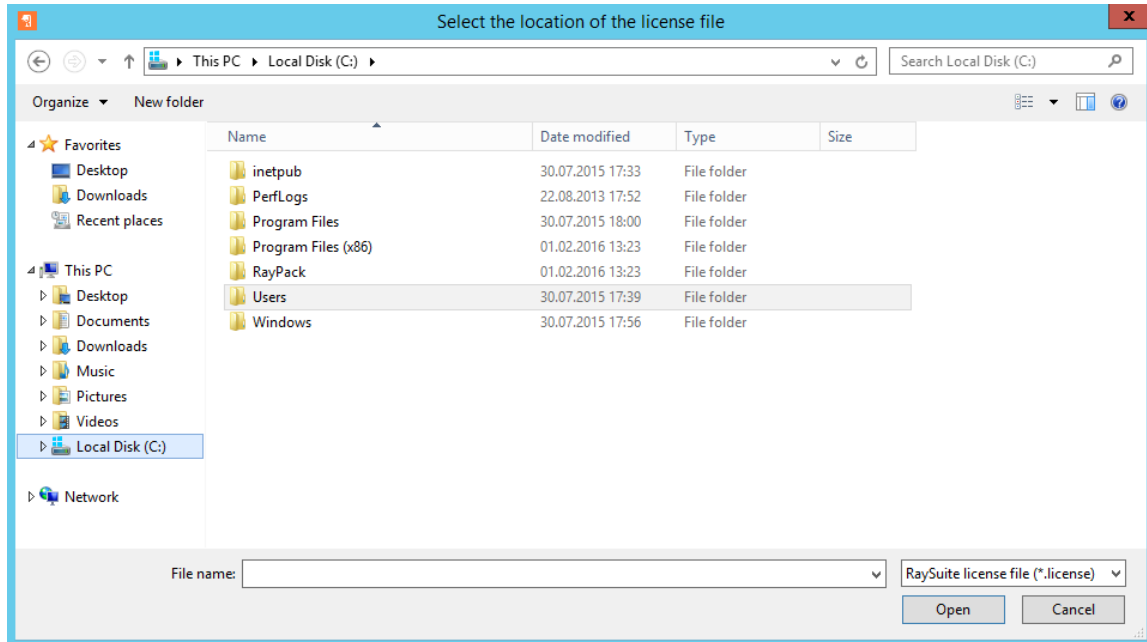 Select the location of the license file
x
This PC Local Disk (C:)
Search Local Disk (C:)
Organize New folder
Name Date modified Type Size
Favorites
Desktop
Downloads
Recent places
This PC
Desktop
Documents
Downloads
Music
Pictures
Videos
Local Disk (C:)
Network
inetpub 30.07.2015 17:33 File folder
PerfLogs 22.08.2013 17:52 File folder
Program Files 30.07.2015 18:00 File folder
Program Files (x86) 01.02.2016 13:23 File folder
RayPack 01.02.2016 13:23 File folder
Users 30.07.2015 17:39 File folder
Windows 30.07.2015 17:56 File folder
File name:
RaySuite license file (*.license)
Open Cancel